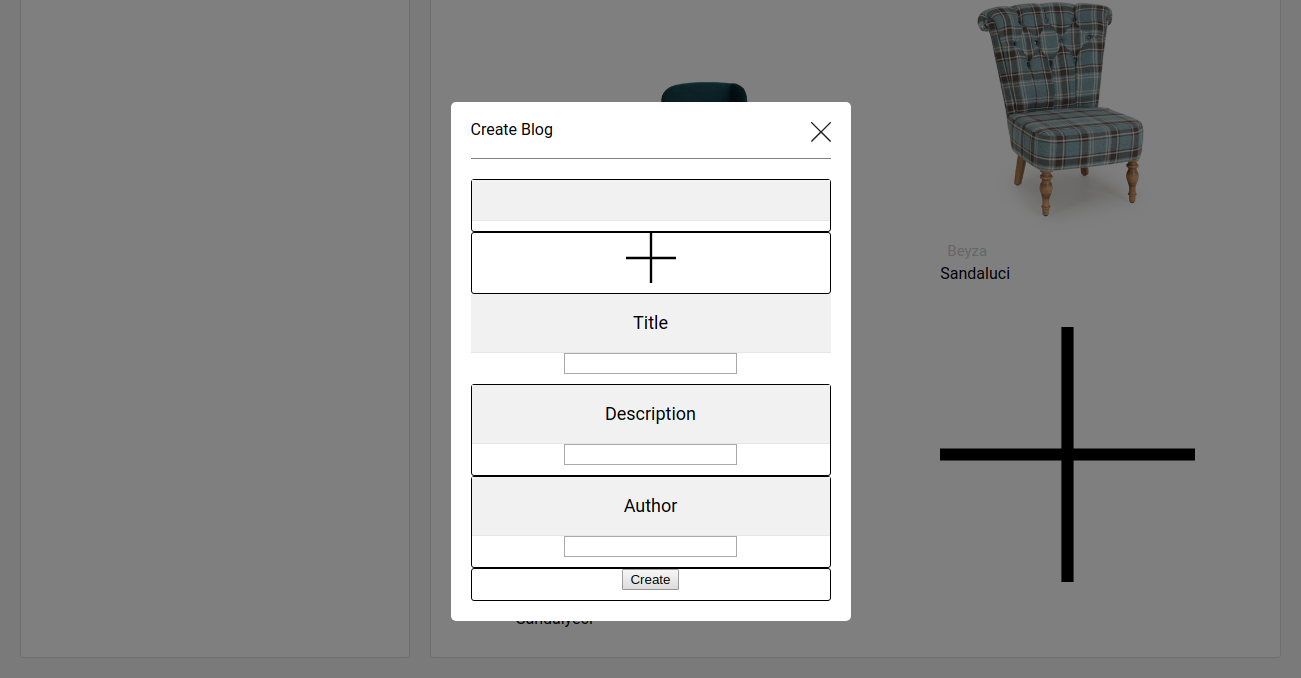 Create Blog
Beyza
Sandaluci
Title
Description
Author
Create